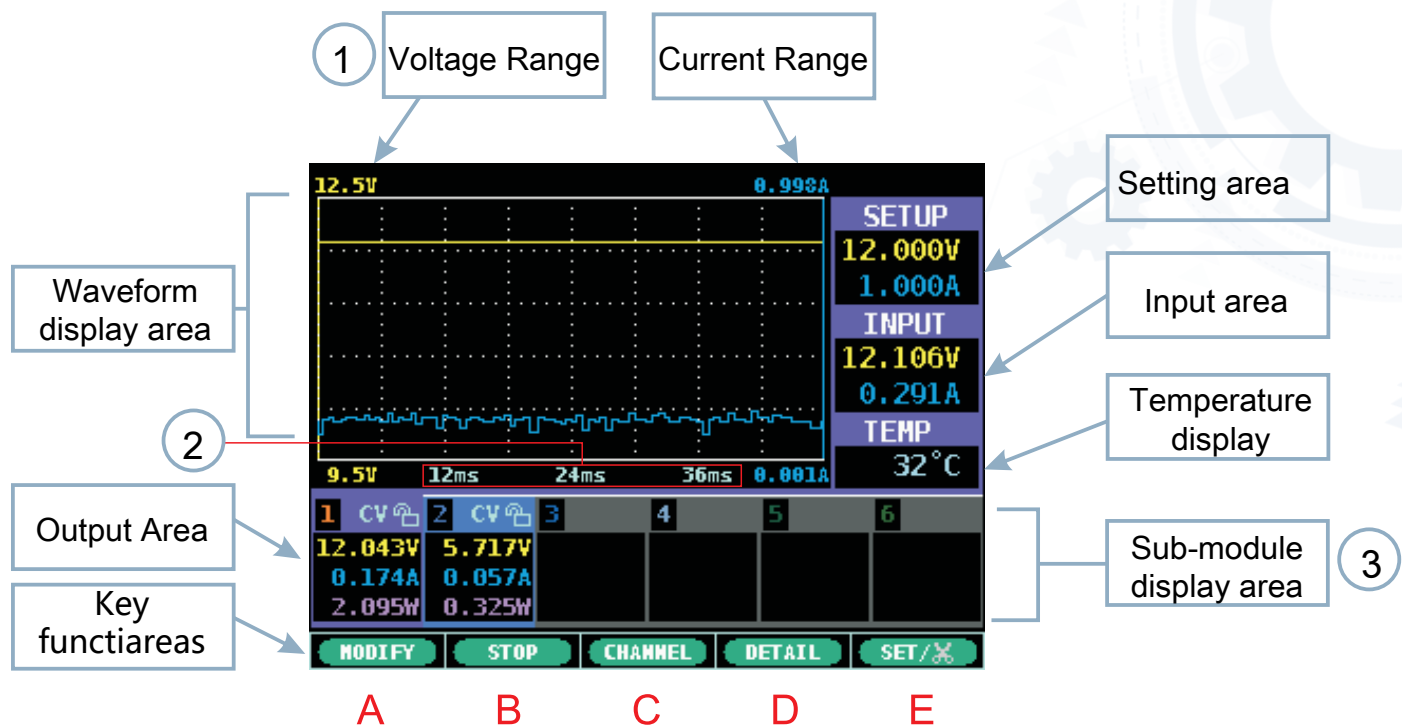 1
Voltage Range
Current Range
12.5V
0.998A
Setting area
SETUP
12.000V
1.000A
Waveform
display area
Input area
INPUT
12.106V
0.291A
Temperature
display
TEMP
32°C
2
9.5V 12ms 24ms 36ms 0.001A
1 CV 2 CV 3 4 5 6
Output Area
12.043V 5.717V
0.174A 0.057A
2.095W 0.325W
Sub-module
display area
3
Key
functiareas
MODIFY STOP CHANNEL DETAIL SET/
A B C D E